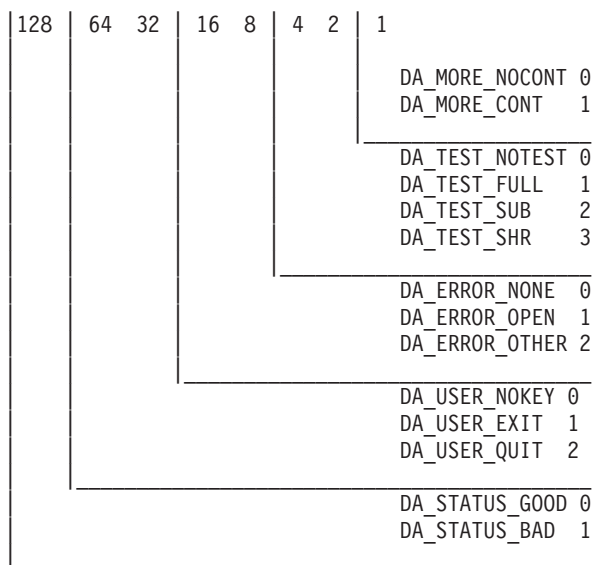 128 64 32 16 8 4 2 1
DA_MORE_NOCONT 0
DA_MORE_CONT 1
DA_TEST_NOTEST 0
DA_TEST_FULL 1
DA_TEST_SUB 2
DA_TEST_SHR 3
DA_ERROR_NONE 0
DA_ERROR_OPEN 1
DA_ERROR_OTHER 2
DA_USER_NOKEY 0
DA_USER_EXIT 1
DA_USER_QUIT 2
DA_STATUS_GOOD 0
DA_STATUS_BAD 1